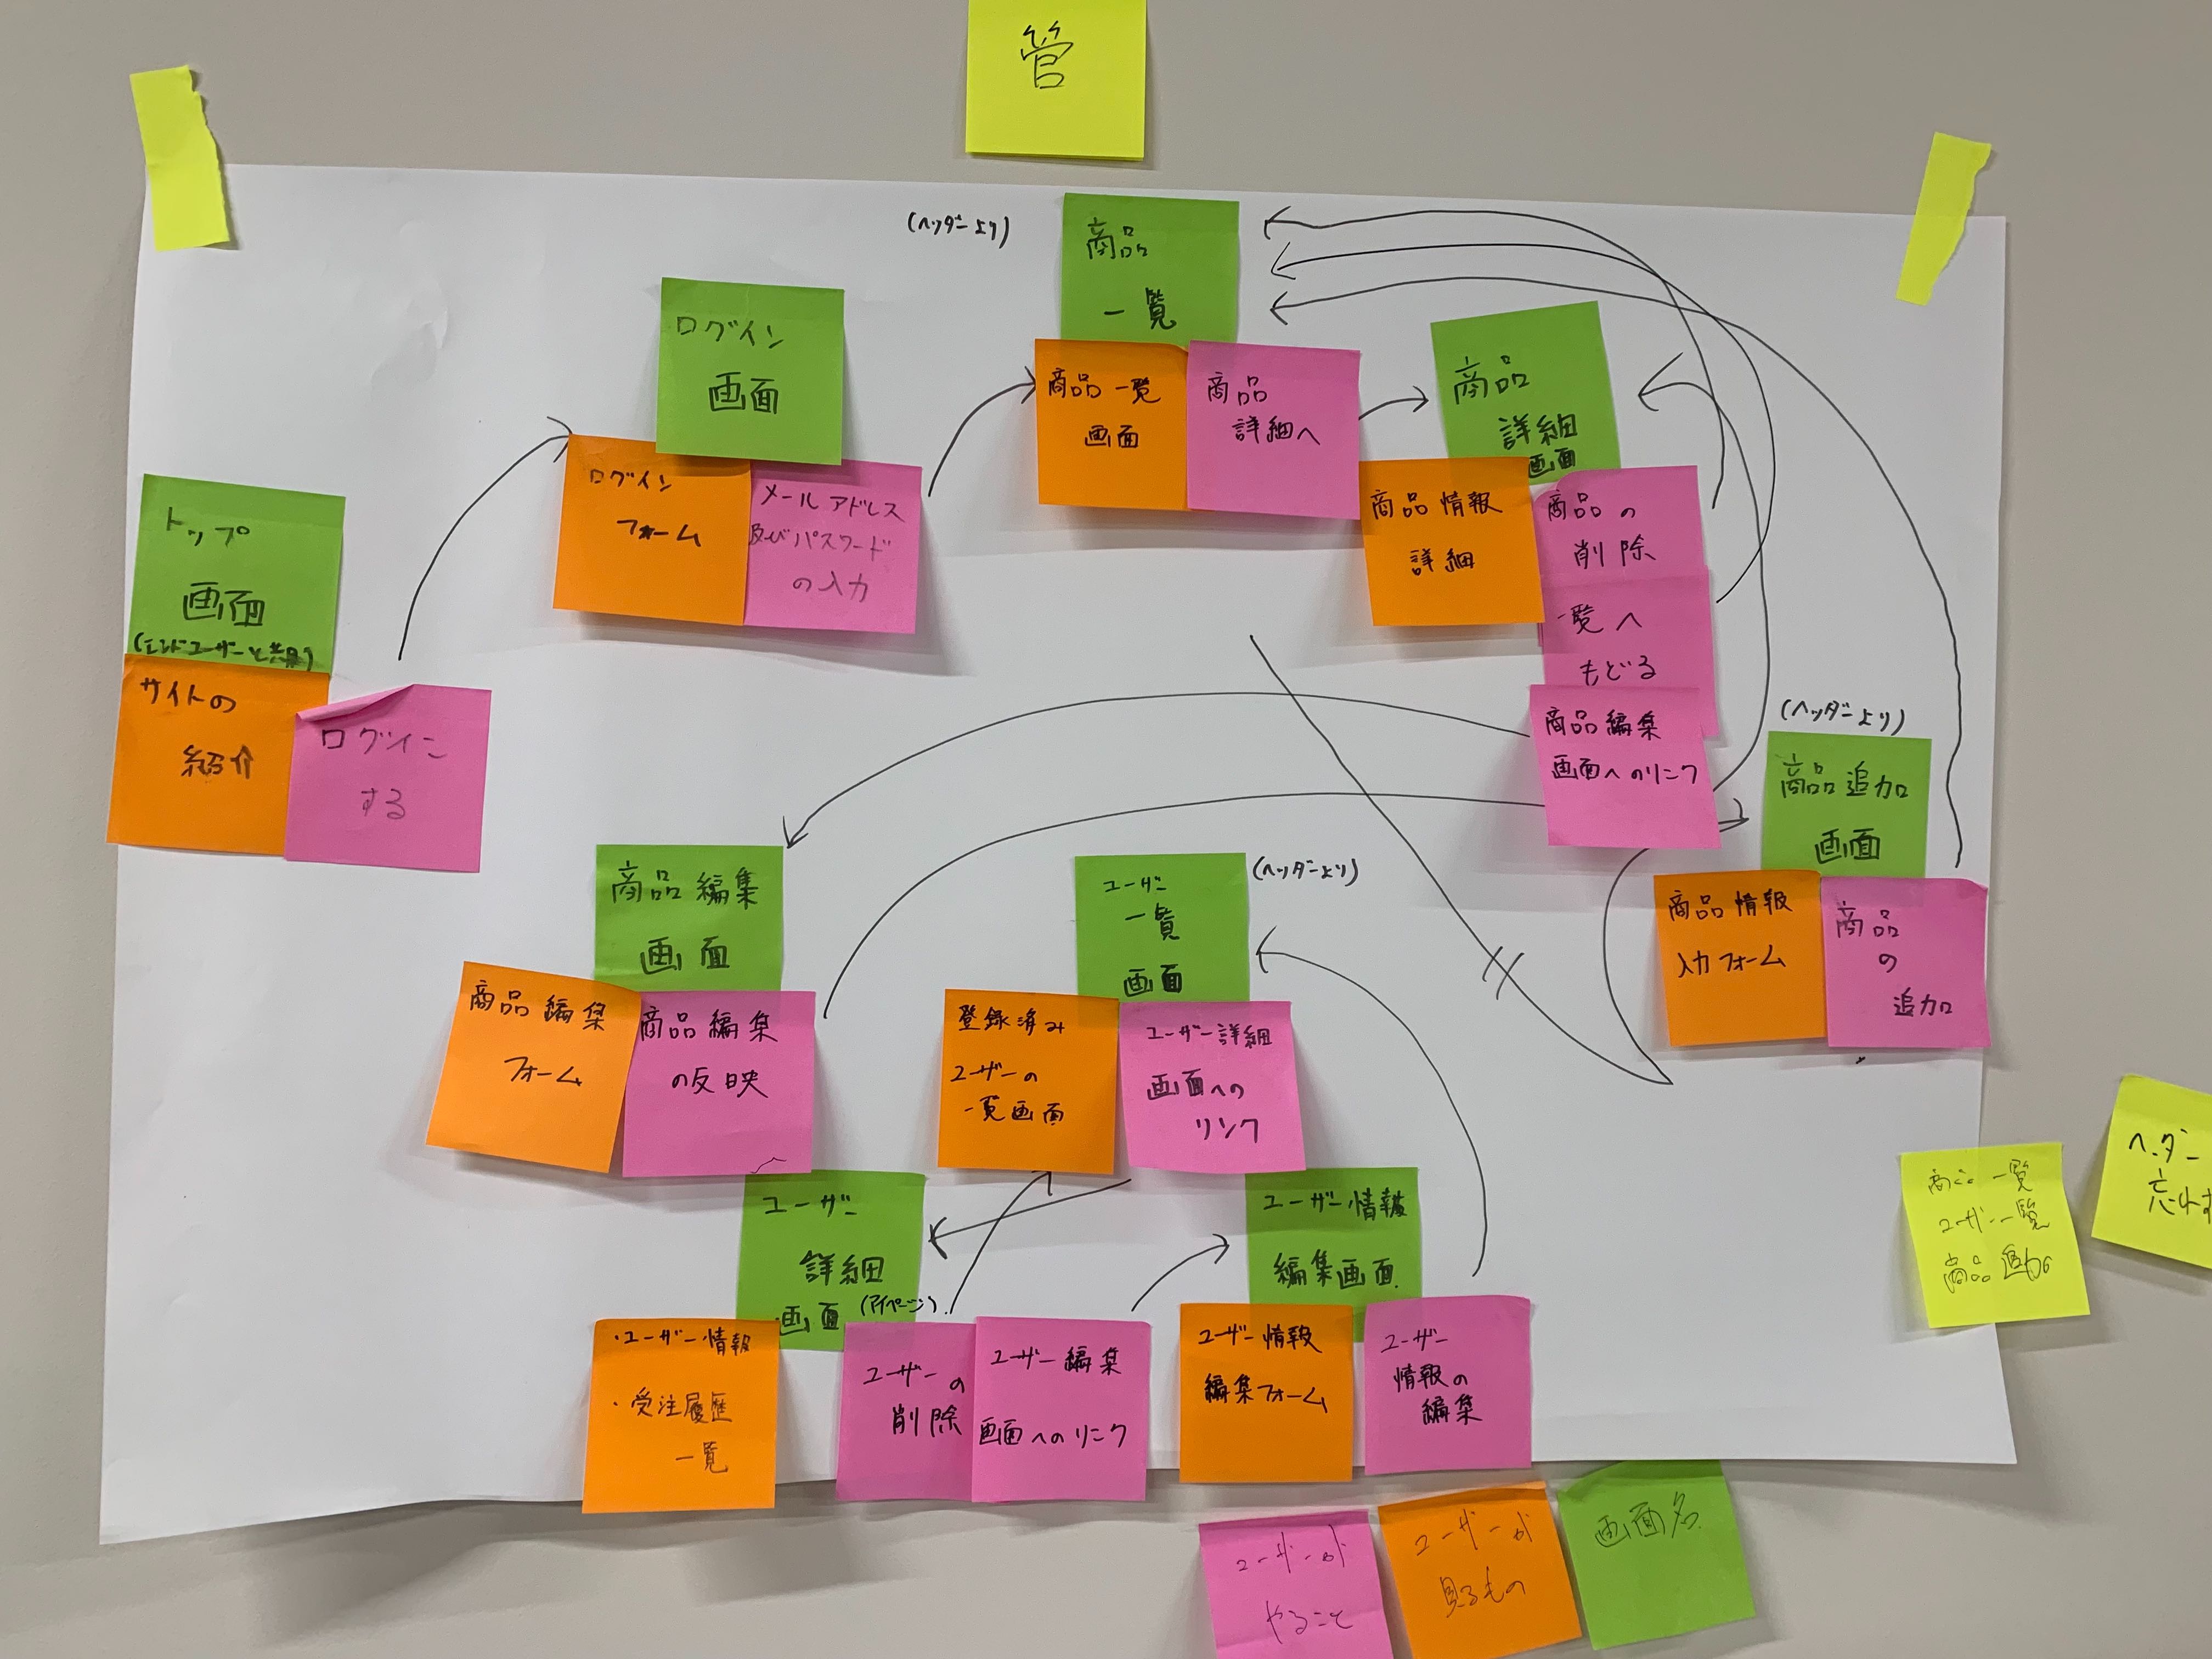 管
(ヘッダーより)
商品
一覧
商品一覧
画面
商品
詳細へ
ログイン
画面
ログイン
フォーム
メールアドレス
及びパスワード
の入力
トップ
画面
(エンドユーザーと共用)
サイトの
紹介
ログイン
する
商品
詳細
画面
商品情報
詳細
商品の
削除
一覧へ
もどる
商品編集
画面へのリンク
(ヘッダーより)
商品追加
画面
商品情報
入力フォーム
商品
の
追加
商品編集
画面
商品編集
フォーム
商品編集
の反映
(ヘッダーより)
ユーザー
一覧
画面
登録済み
ユーザーの
一覧画面
ユーザー詳細
画面への
リンク
ユーザー
詳細
画面(マイページ)
・ユーザー情報
・受注履歴
一覧
ユーザーの
削除
ユーザー編集
画面へのリンク
ユーザー情報
編集画面
ユーザー情報
編集フォーム
ユーザー
情報の
編集
商品一覧
ユーザー一覧
商品追加
ヘッダー
忘れず
ユーザーが
やること
ユーザーが
見るもの
画面名